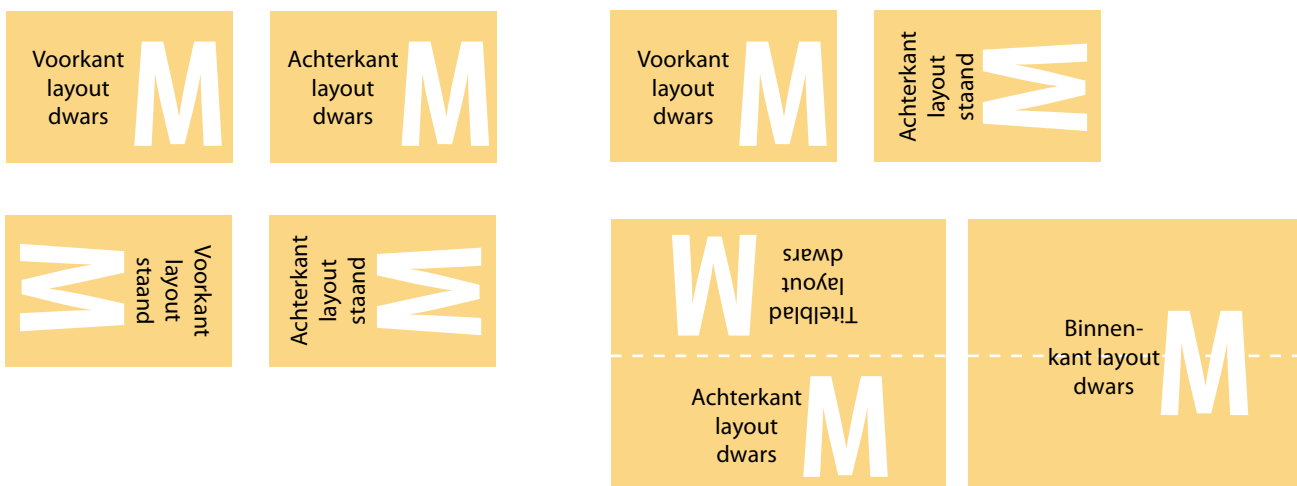 Voorkant
layout
dwars
M
Achterkant
layout
dwars
M
Voorkant
layout
dwars
M
Achterkant
layout
staand
M
Voorkant
layout
staand
M
Achterkant
layout
staand
M
Titelblad
layout
dwars
M
Achterkant
layout
dwars
M
Binnen-
kant layout
dwars
M